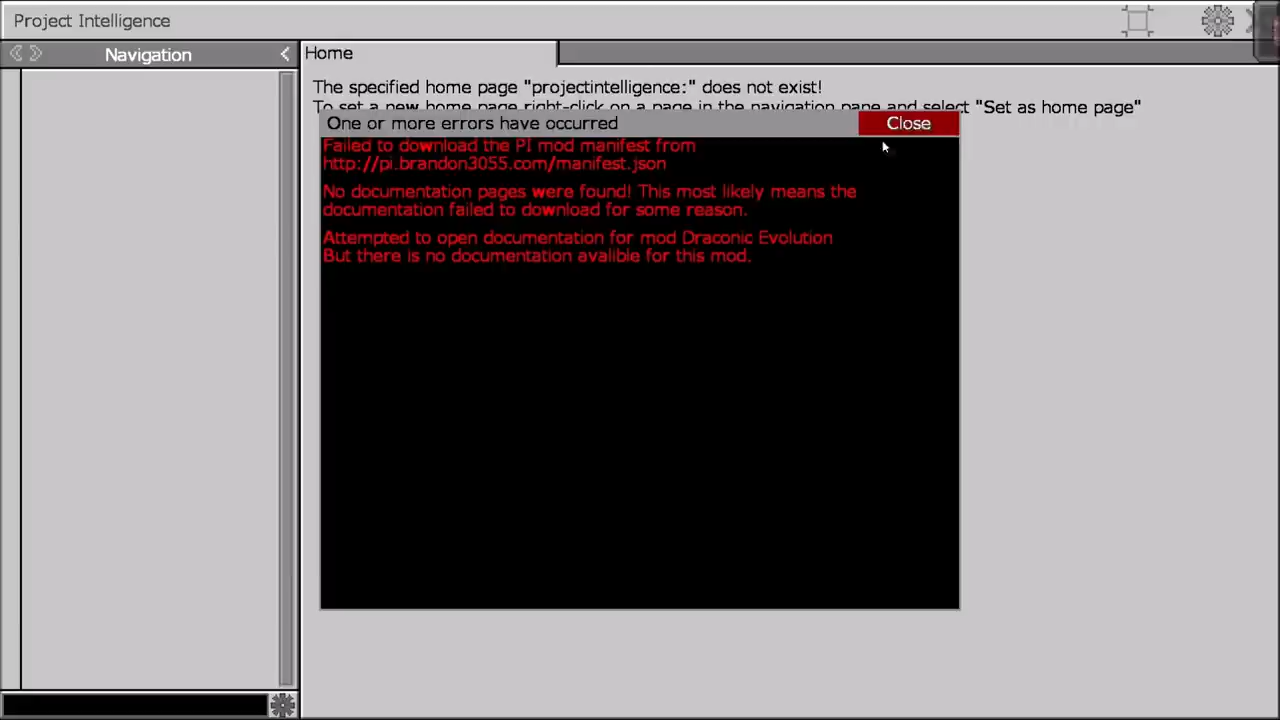 Project Intelligence
Navigation
Home
The specified home page "projectintelligence:" does not exist!
To set a new home page right-click on a page in the navigation pane and select "Set as home page"
One or more errors have occurred
Close
Failed to download the PI mod manifest from
http://pi.brandon3055.com/manifest.json
No documentation pages were found! This most likely means the
documentation failed to download for some reason.
Attempted to open documentation for mod Draconic Evolution
But there is no documentation avalible for this mod.